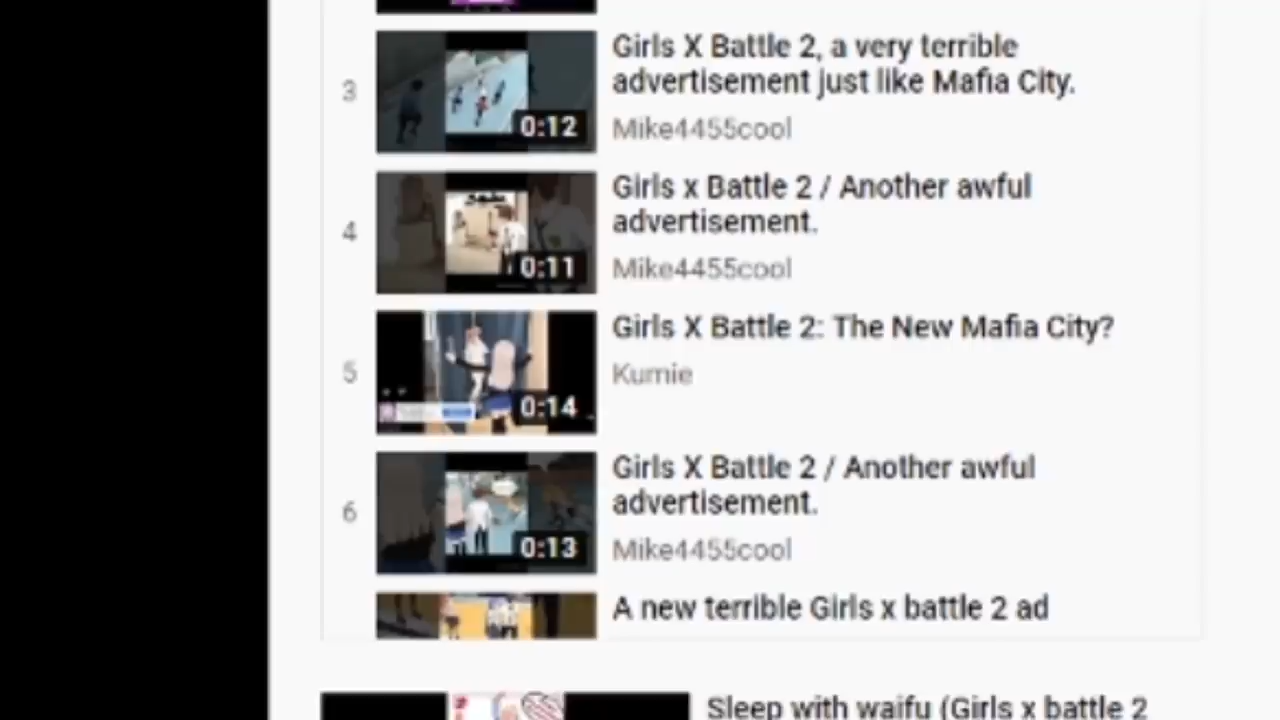 3
0:12
Girls X Battle 2, a very terrible
advertisement just like Mafia City.
Mike4455cool
4
0:11
Girls x Battle 2 / Another awful
advertisement.
Mike4455cool
5
0:14
Girls X Battle 2: The New Mafia City?
Kumie
6
0:13
Girls X Battle 2 / Another awful
advertisement.
Mike4455cool
A new terrible Girls x battle 2 ad
Sleep with waifu (Girls x battle 2